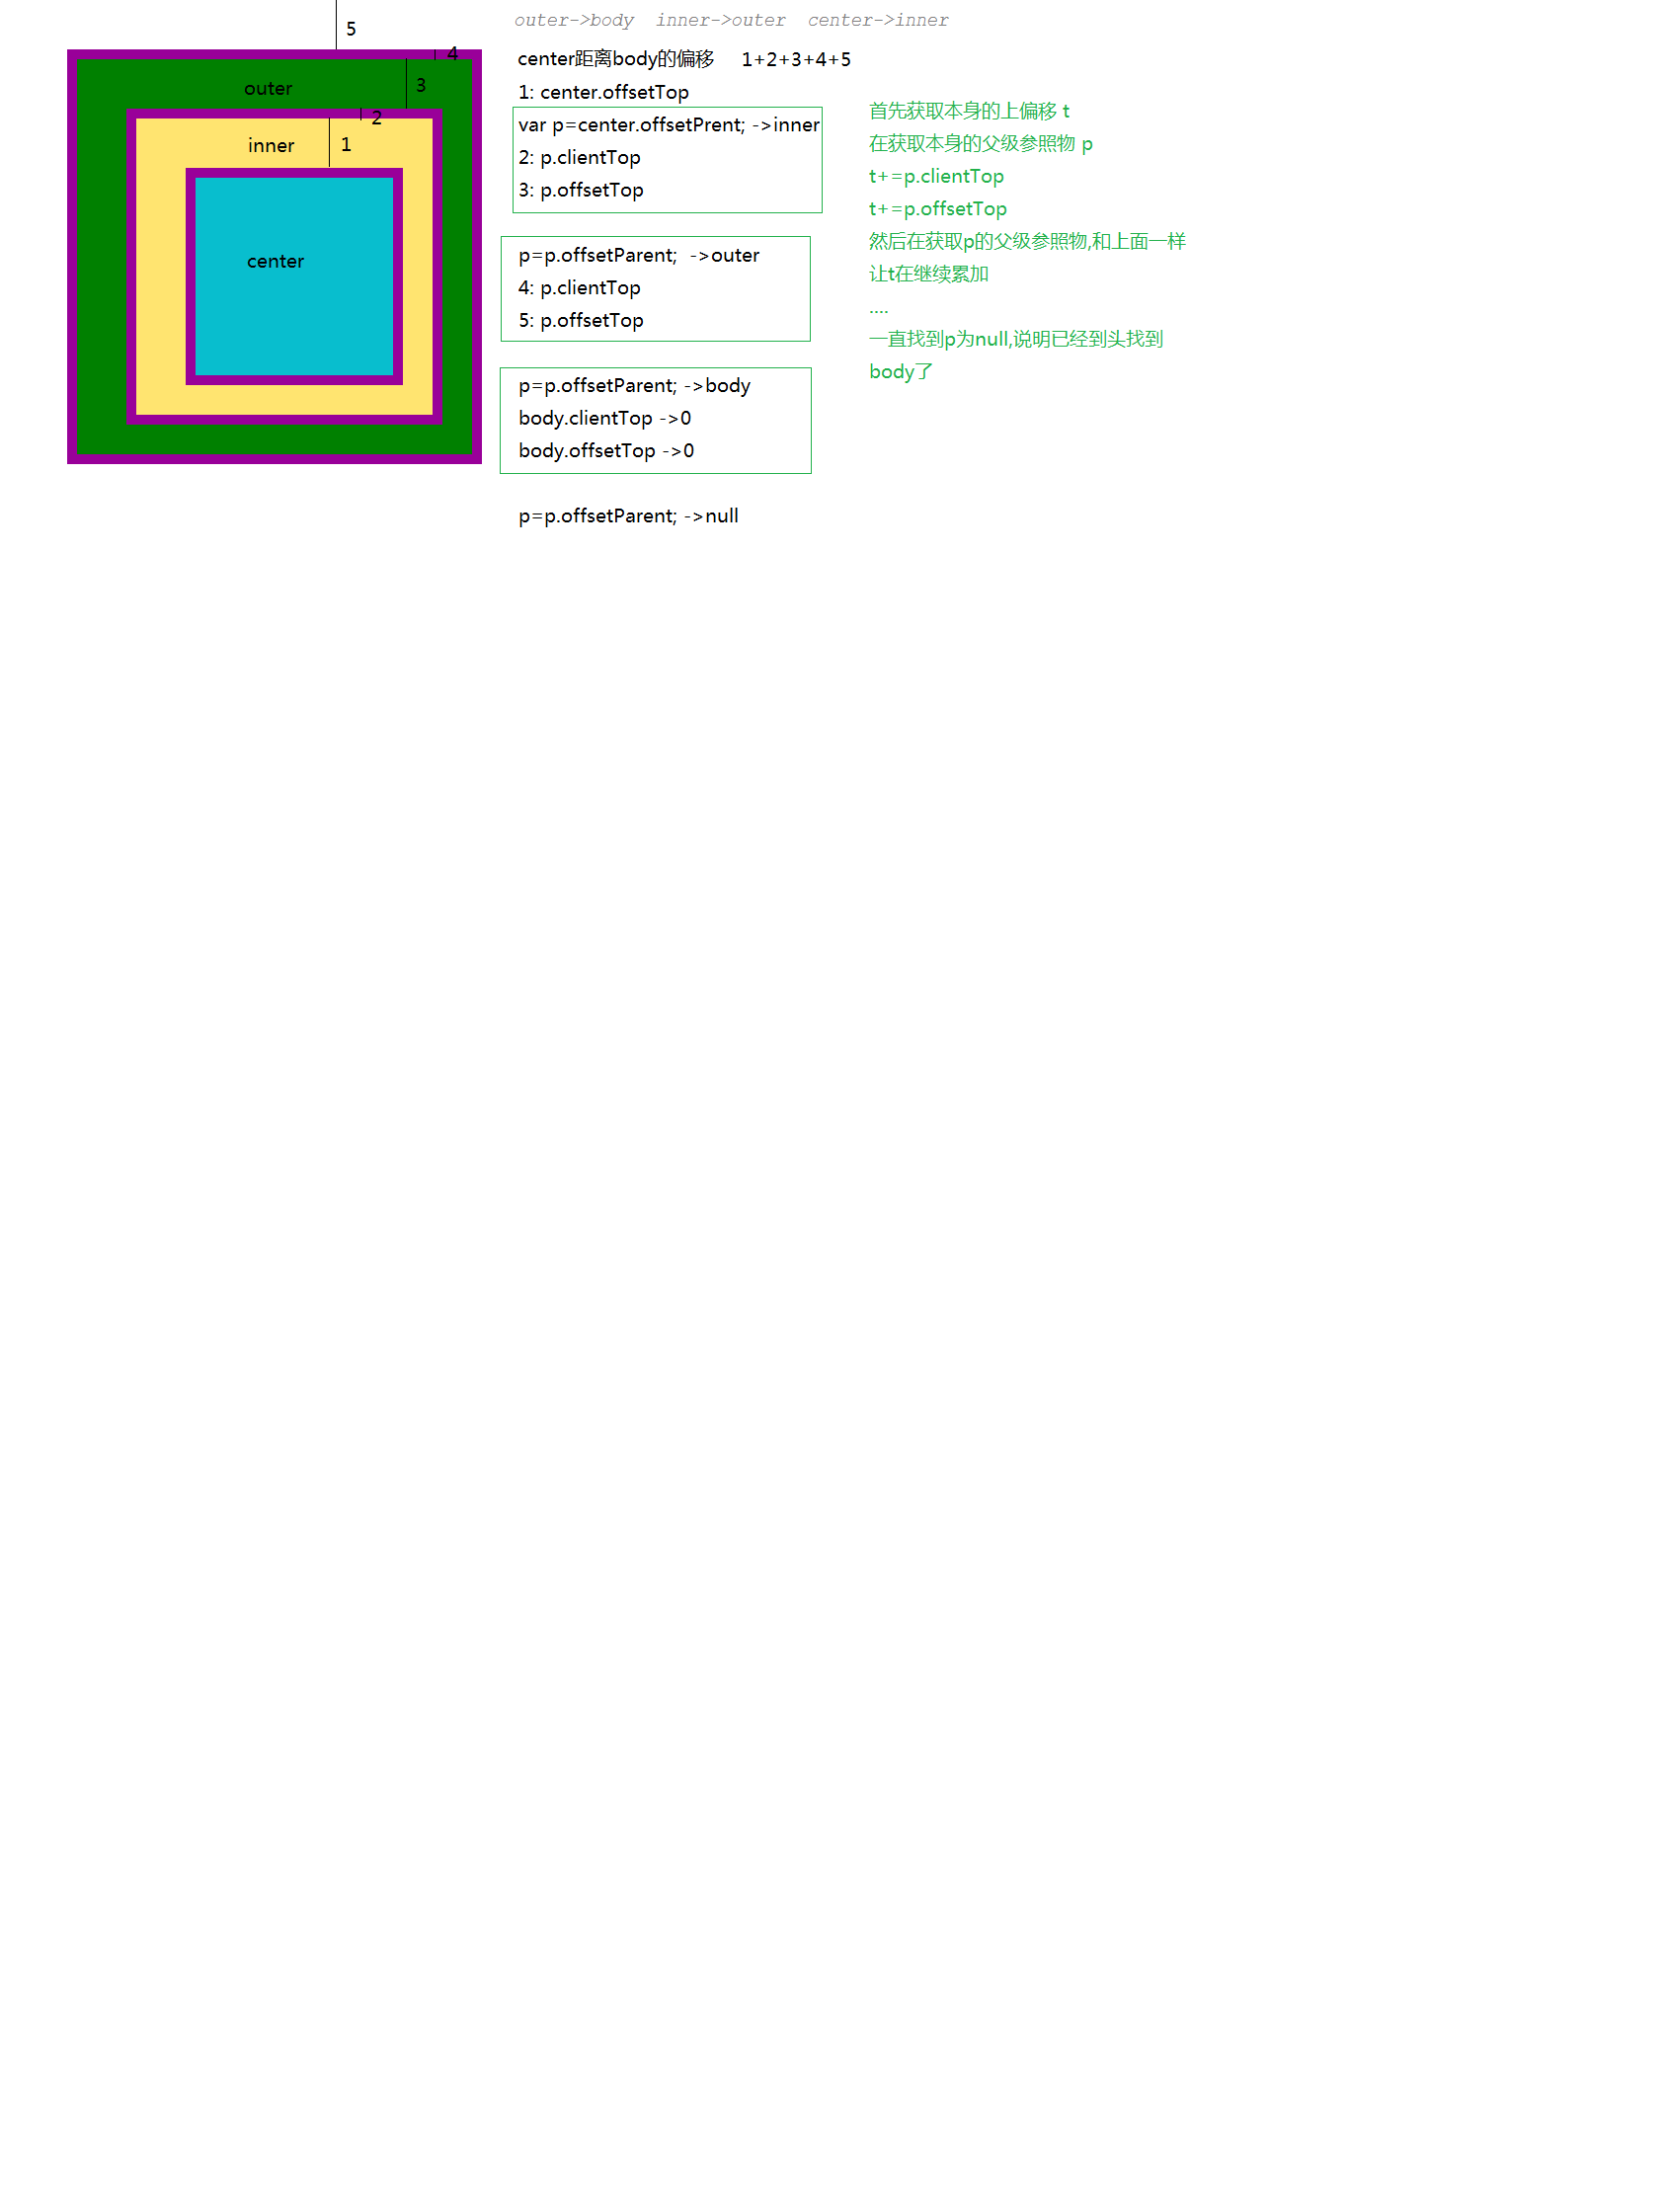 outer->body  inner->outer  center->inner
5
4
outer
3
2
inner
1
center
center距离body的偏移  1+2+3+4+5
1: center.offsetTop
var p=center.offsetPrent; ->inner
2: p.clientTop
3: p.offsetTop
p=p.offsetParent;  ->outer
4: p.clientTop
5: p.offsetTop
p=p.offsetParent; ->body
body.clientTop ->0
body.offsetTop ->0
p=p.offsetParent; ->null
首先获取本身的上偏移 t
在获取本身的父级参照物 p
t+=p.clientTop
t+=p.offsetTop
然后在获取p的父级参照物,和上面一样
让t在继续累加
....
一直找到p为null,说明已经到头找到
body了